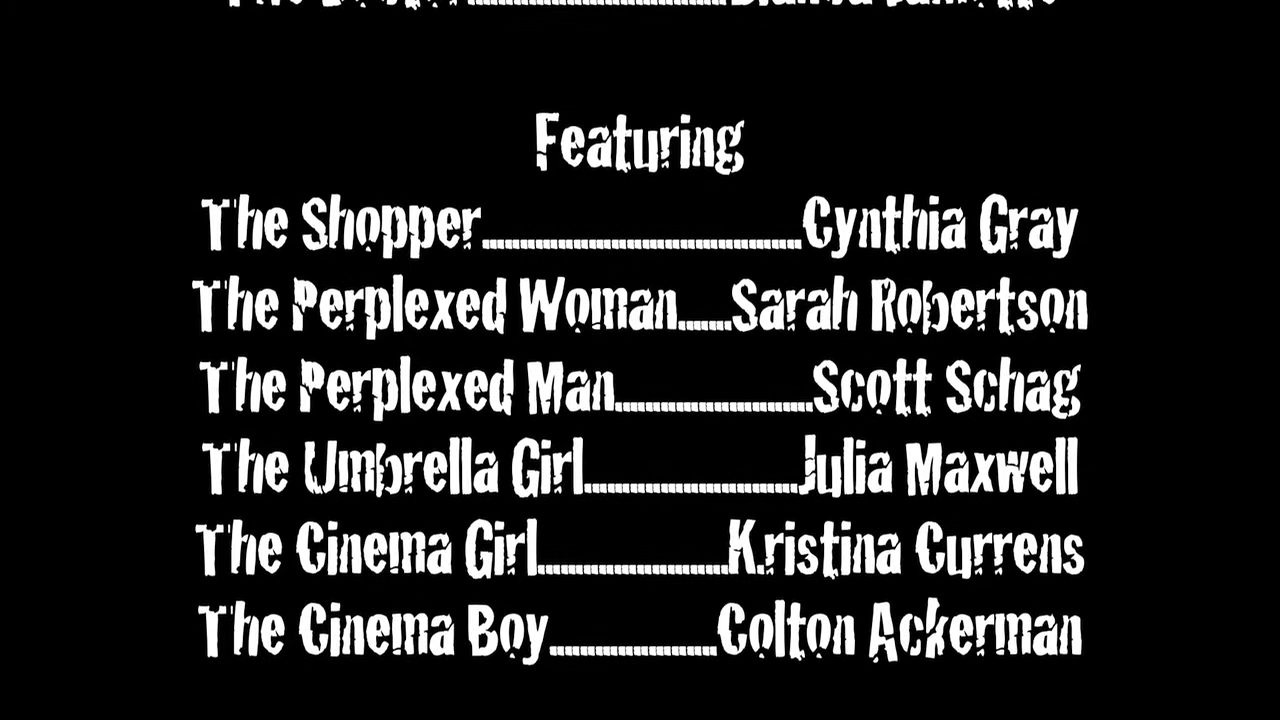 Featuring
The Shopper........................................Cynthia Gray
The Perplexed Woman.......Sarah Robertson
The Perplexed Man.........................Scott Schag
The Umbrella Girl...........................Julia Maxwell
The Cinema Girl........................Kristina Currens
The Cinema Boy.....................Colton Ackerman